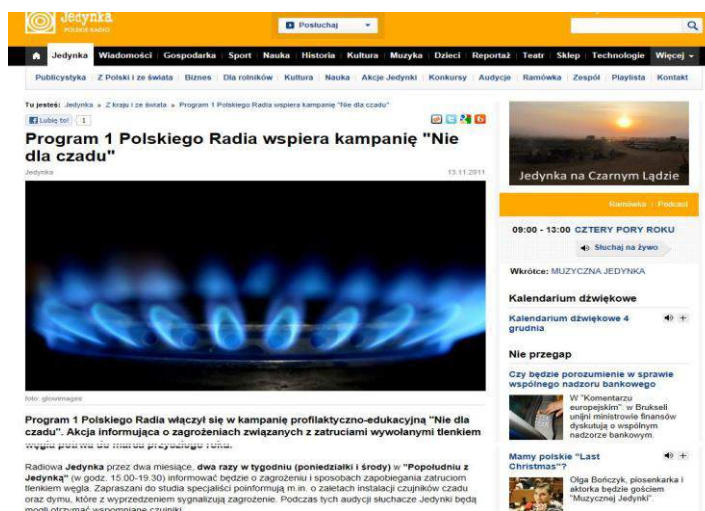 Jedynka
POLSKIE RADIO
Posłuchaj
Jedynka Wiadomości Gospodarka Sport Nauka Historia Kultura Muzyka Dzieci Reportaż Teatr Sklep Technologie Więcej
Publicystyka Z Polski i ze świata Biznes Dla rolników Kultura Nauka Akcje Jedynki Konkursy Audycje Ramówka Zespół Playlista Kontakt
Tu jesteś: Jedynka » Z kraju i ze świata » Program 1 Polskiego Radia wspiera kampanię "Nie dla czadu"
Lubię to! 1
Program 1 Polskiego Radia wspiera kampanię "Nie
dla czadu"
Jedynka 13.11.2011
foto: glowimages
Program 1 Polskiego Radia włączył się w kampanię profilaktyczno-edukacyjną "Nie dla
czadu". Akcja informująca o zagrożeniach związanych z zatruciami wywołanymi tlenkiem
węgla potrwa do marca przyszłego roku.
Radiowa Jedynka przez dwa miesiące, dwa razy w tygodniu (poniedziałki i środy) w "Popołudniu z
Jedynką" (w godz. 15.00-19.30) informować będzie o zagrożeniu i sposobach zapobiegania zatruciom
tlenkiem węgla. Zapraszani do studia specjaliści poinformują m.in. o zaletach instalacji czujników czadu
oraz dymu, które z wyprzedzeniem sygnalizują zagrożenie. Podczas tych audycji słuchacze Jedynki będą
mogli otrzymać wspomniane czujniki.
Jedynka na Czarnym Lądzie
Ramówka Podcast
09:00 - 13:00 CZTERY PORY ROKU
Słuchaj na żywo
Wkrótce: MUZYCZNA JEDYNKA
Kalendarium dźwiękowe
Kalendarium dźwiękowe 4
grudnia
Nie przegap
Czy będzie porozumienie w sprawie
wspólnego nadzoru bankowego
W "Komentarzu
europejskim": w Brukseli
unijni ministrowie finansów
dyskutują o wspólnym
nadzorze bankowym.
Mamy polskie "Last
Christmas"?
Olga Bończyk, piosenkarka i
aktorka będzie gościem
"Muzycznej Jedynki".